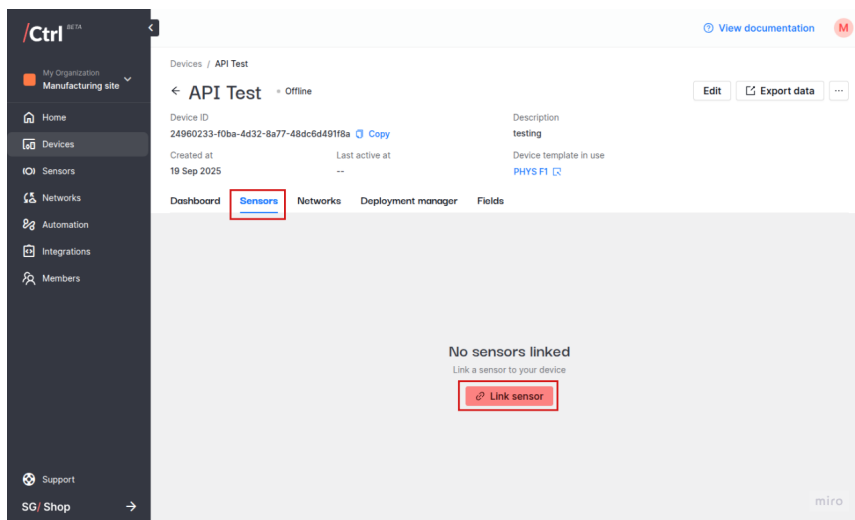 /Ctrl BETA
My Organization
Manufacturing site
Home
Devices
Sensors
Networks
Automation
Integrations
Members
Support
SG/ Shop
View documentation
M
Devices / API Test
API Test
Offline
Edit
Export data
...
Device ID
24960233-f0ba-4d32-8a77-48dc6d491f8a Copy
Description
testing
Created at
19 Sep 2025
Last active at
--
Device template in use
PHYS F1
Dashboard Sensors Networks Deployment manager Fields
No sensors linked
Link a sensor to your device
Link sensor
miro